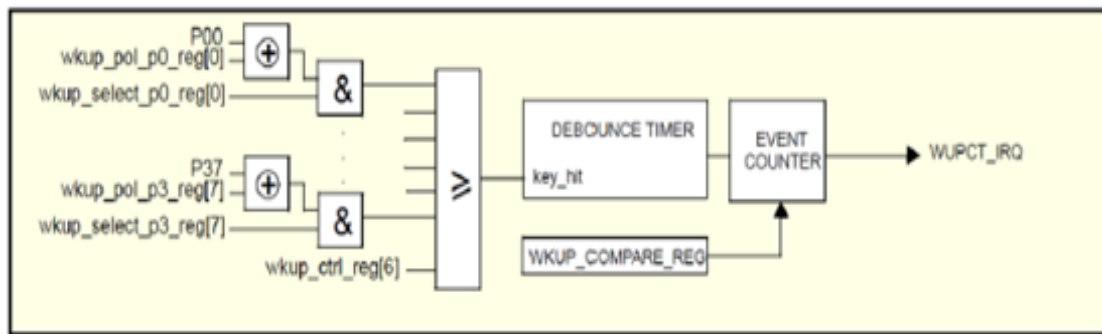 P00
wkup_pol_p0_reg[0]
wkup_select_p0_reg[0]
&
P37
wkup_pol_p3_reg[7]
wkup_select_p3_reg[7]
&
wkup_ctrl_reg[6]
≥
DEBOUNCE TIMER
key_hit
WKUP_COMPARE_REG
EVENT
COUNTER
WUPCT_IRQ